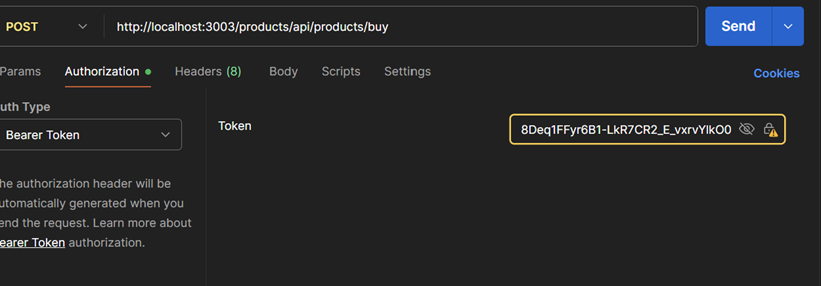 POST http://localhost:3003/products/api/products/buy Send
Params Authorization Headers (8) Body Scripts Settings Cookies
uth Type
Bearer Token
he authorization header will be
utomatically generated when you
end the request. Learn more about
earer Token authorization.
Token 8Deq1FFyr6B1-LkR7CR2_E_vxrvYlkO0